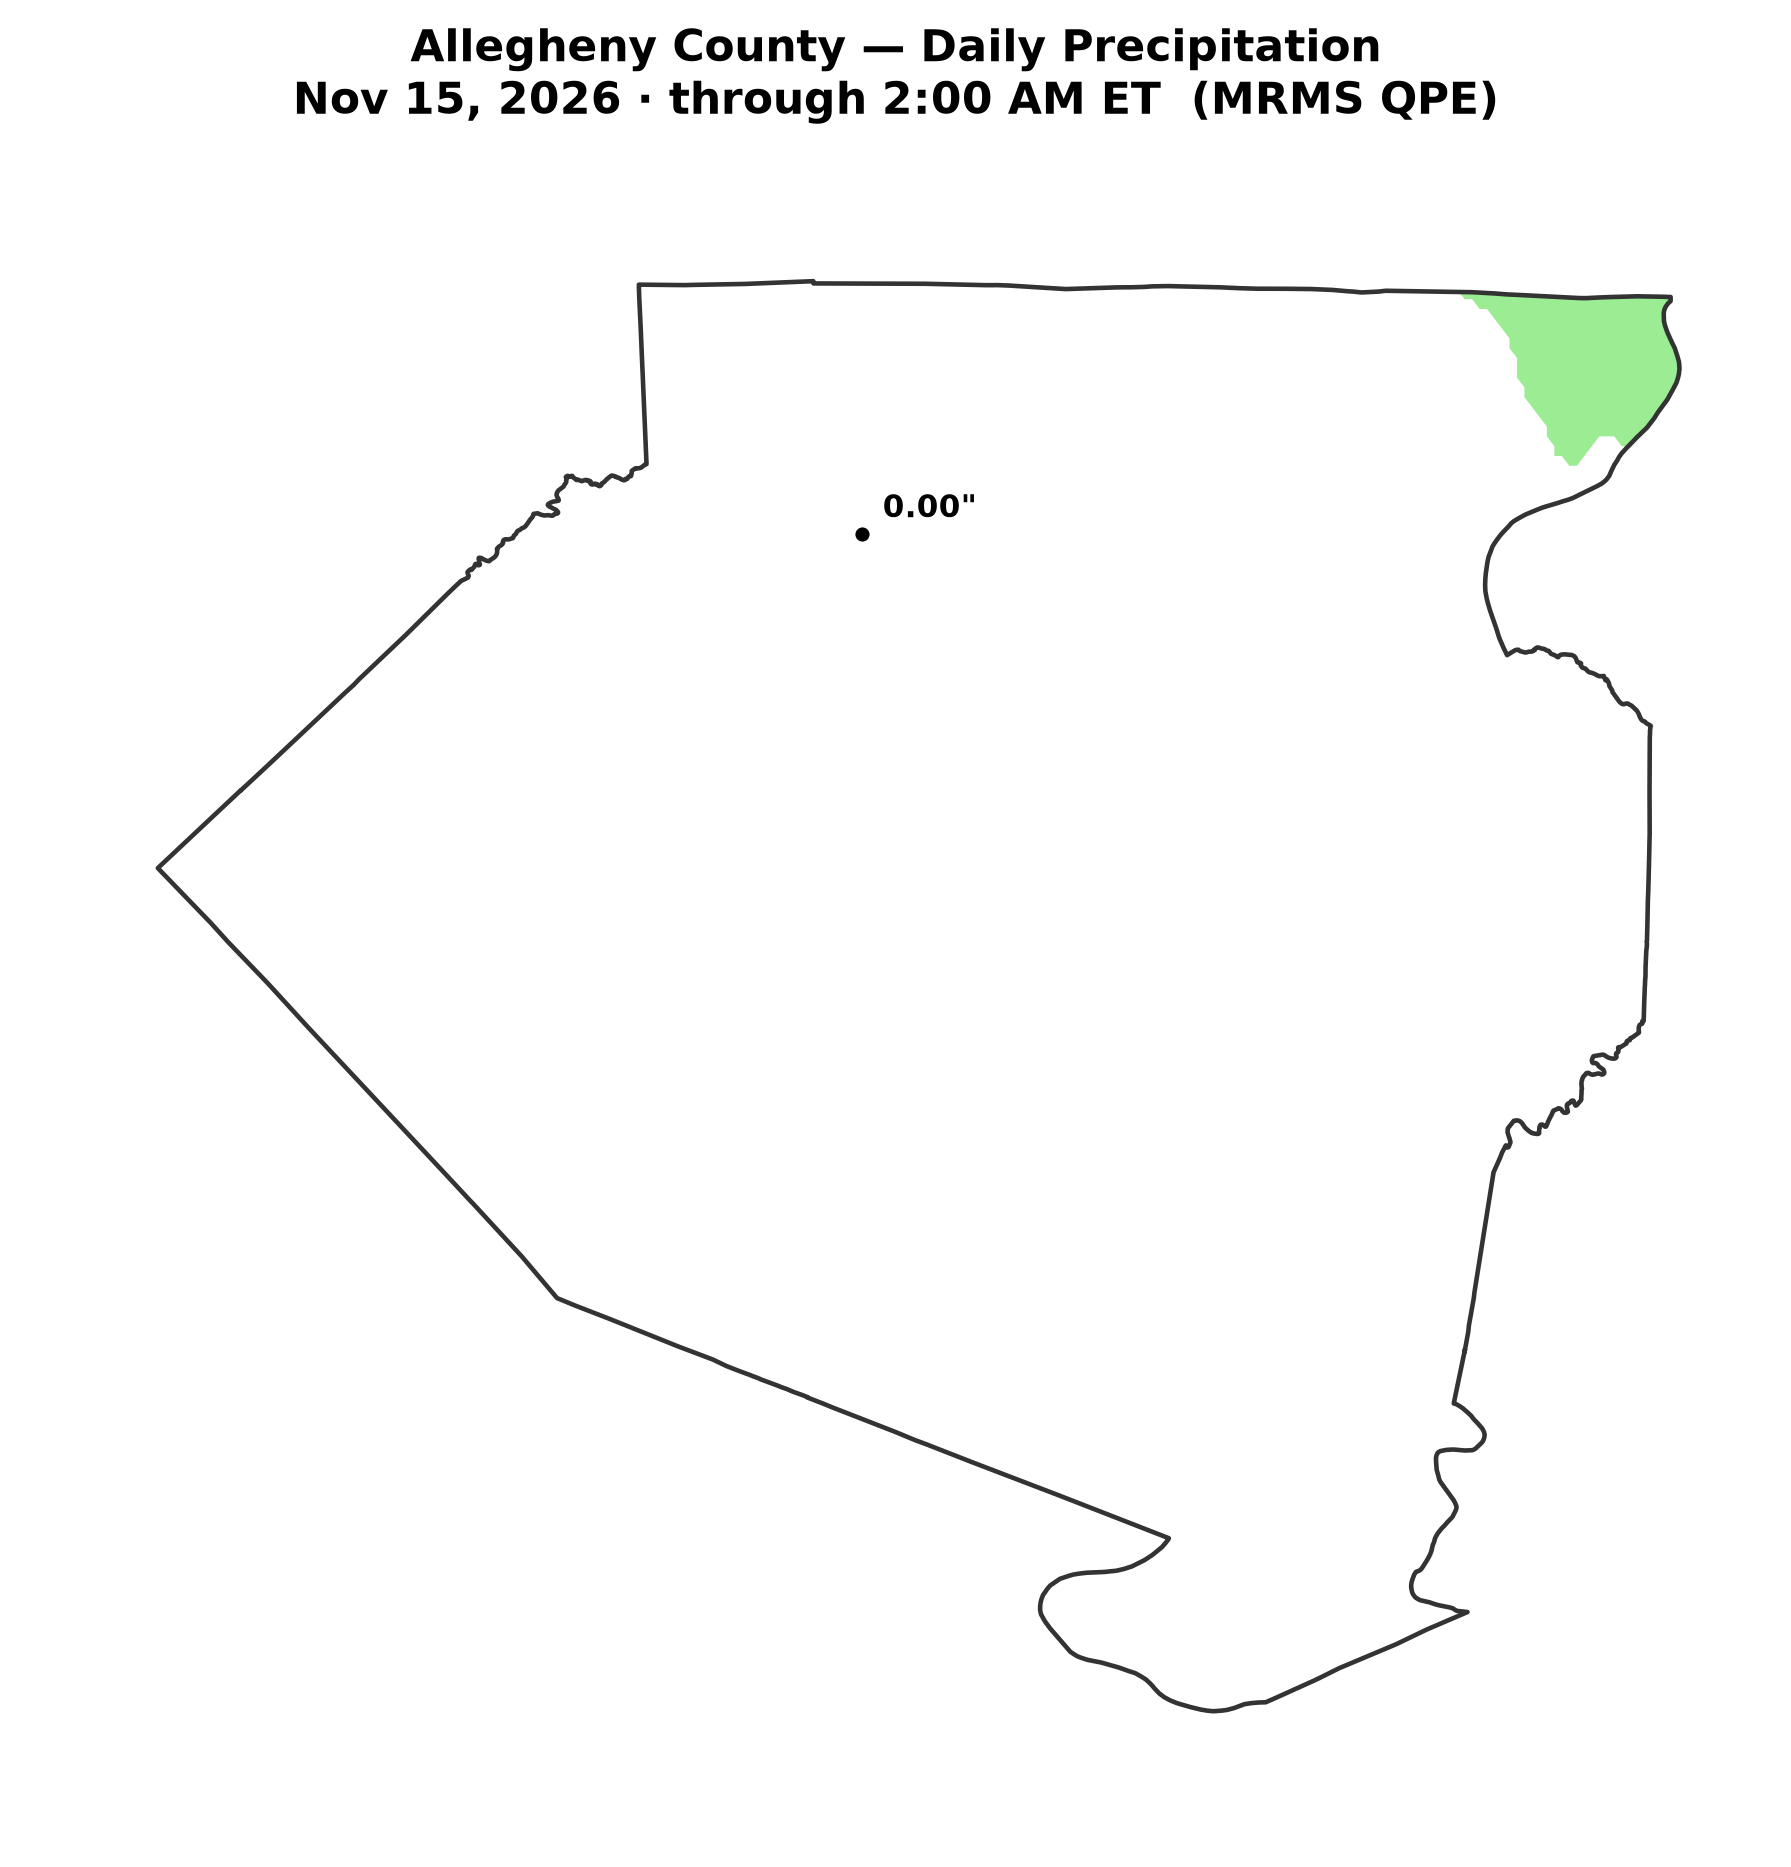 Allegheny County — Daily Precipitation
Nov 15, 2026 · through 2:00 AM ET (MRMS QPE)
0.00"